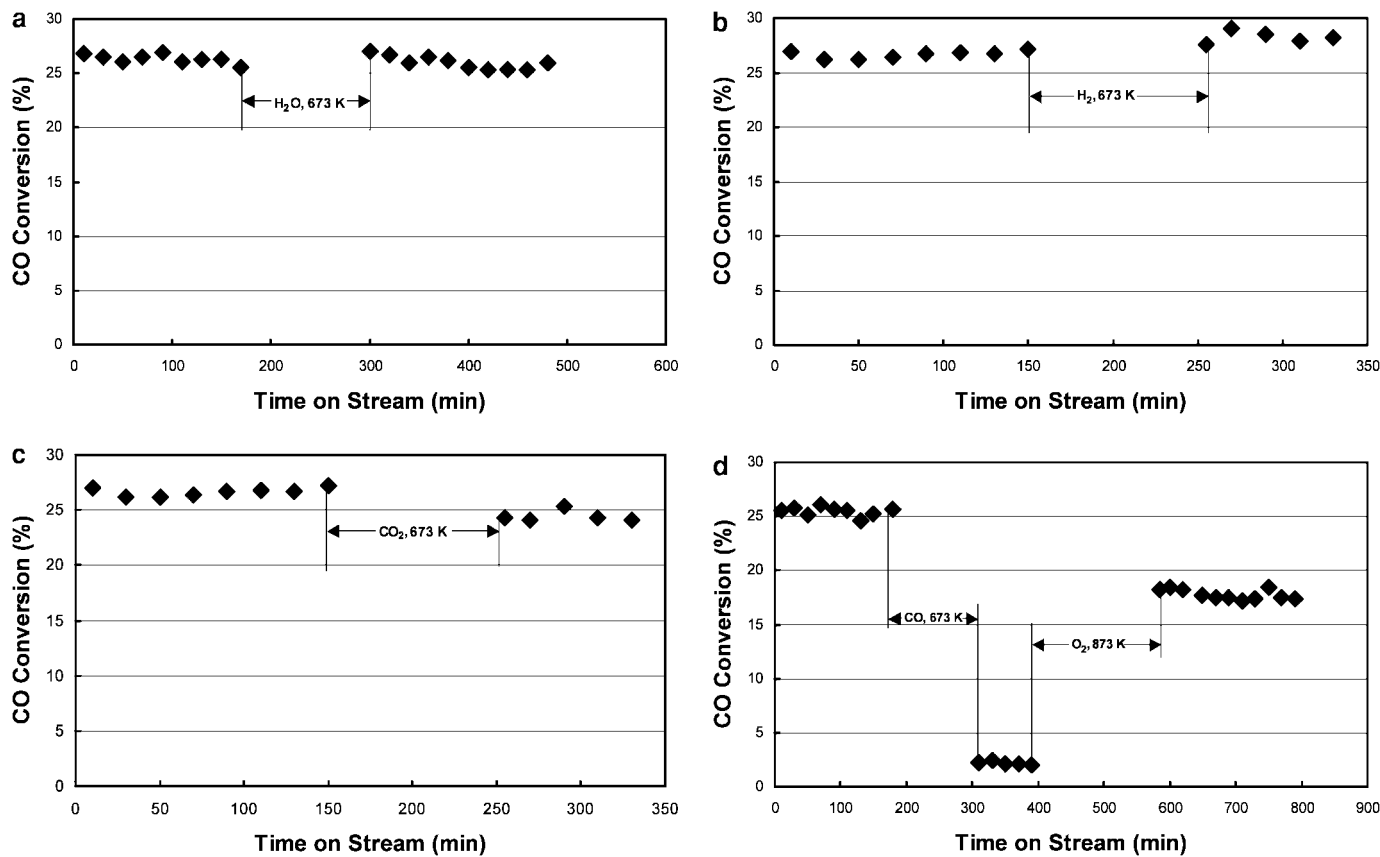 a
CO Conversion (%)
30
25
20
15
10
5
0
H2O, 673 K
0 100 200 300 400 500 600
Time on Stream (min)
b
CO Conversion (%)
30
25
20
15
10
5
0
H2, 673 K
0 50 100 150 200 250 300 350
Time on Stream (min)
c
CO Conversion (%)
30
25
20
15
10
5
0
CO2, 673 K
0 50 100 150 200 250 300 350
Time on Stream (min)
d
CO Conversion (%)
30
25
20
15
10
5
0
CO, 673 K
O2, 873 K
0 100 200 300 400 500 600 700 800 900
Time on Stream (min)